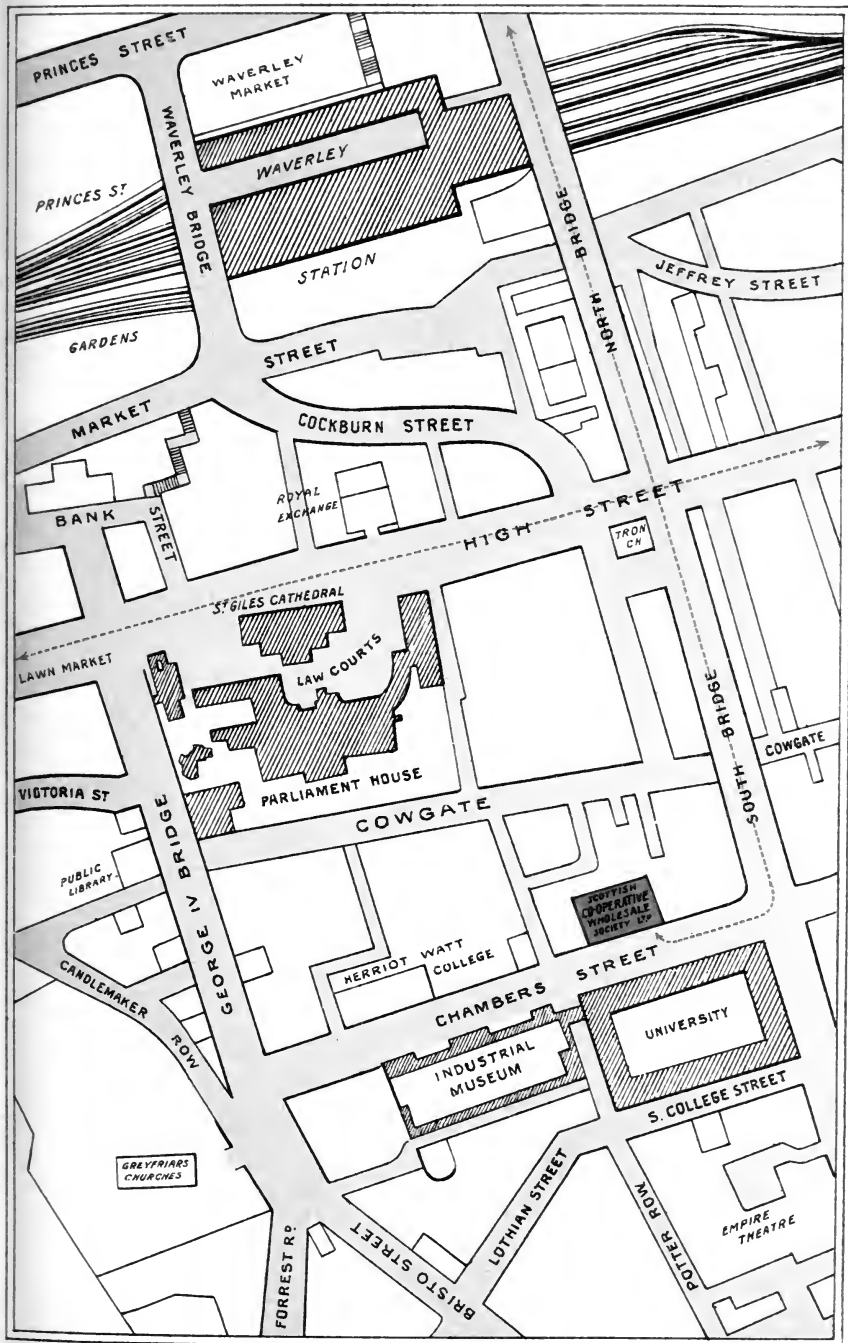 PRINCES STREET
WAVERLEY
MARKET
WAVERLEY BRIDGE
WAVERLEY
STATION
PRINCES ST
GARDENS
NORTH BRIDGE
JEFFREY STREET
MARKET STREET
COCKBURN STREET
ROYAL
EXCHANGE
BANK STREET
HIGH STREET
TRON
CH
ST GILES CATHEDRAL
LAWN MARKET
LAW COURTS
PARLIAMENT HOUSE
SOUTH BRIDGE
COWGATE
VICTORIA ST
COWGATE
GEORGE IV BRIDGE
PUBLIC
LIBRARY
SCOTTISH
CO-OPERATIVE
WHOLESALE
SOCIETY LTD
HERRIOT WATT
COLLEGE
CANDLEMAKER ROW
CHAMBERS STREET
UNIVERSITY
INDUSTRIAL
MUSEUM
S. COLLEGE STREET
GREYFRIARS
CHURCHES
LOTHIAN STREET
POTTER ROW
EMPIRE
THEATRE
FORREST RD
BRISTO STREET